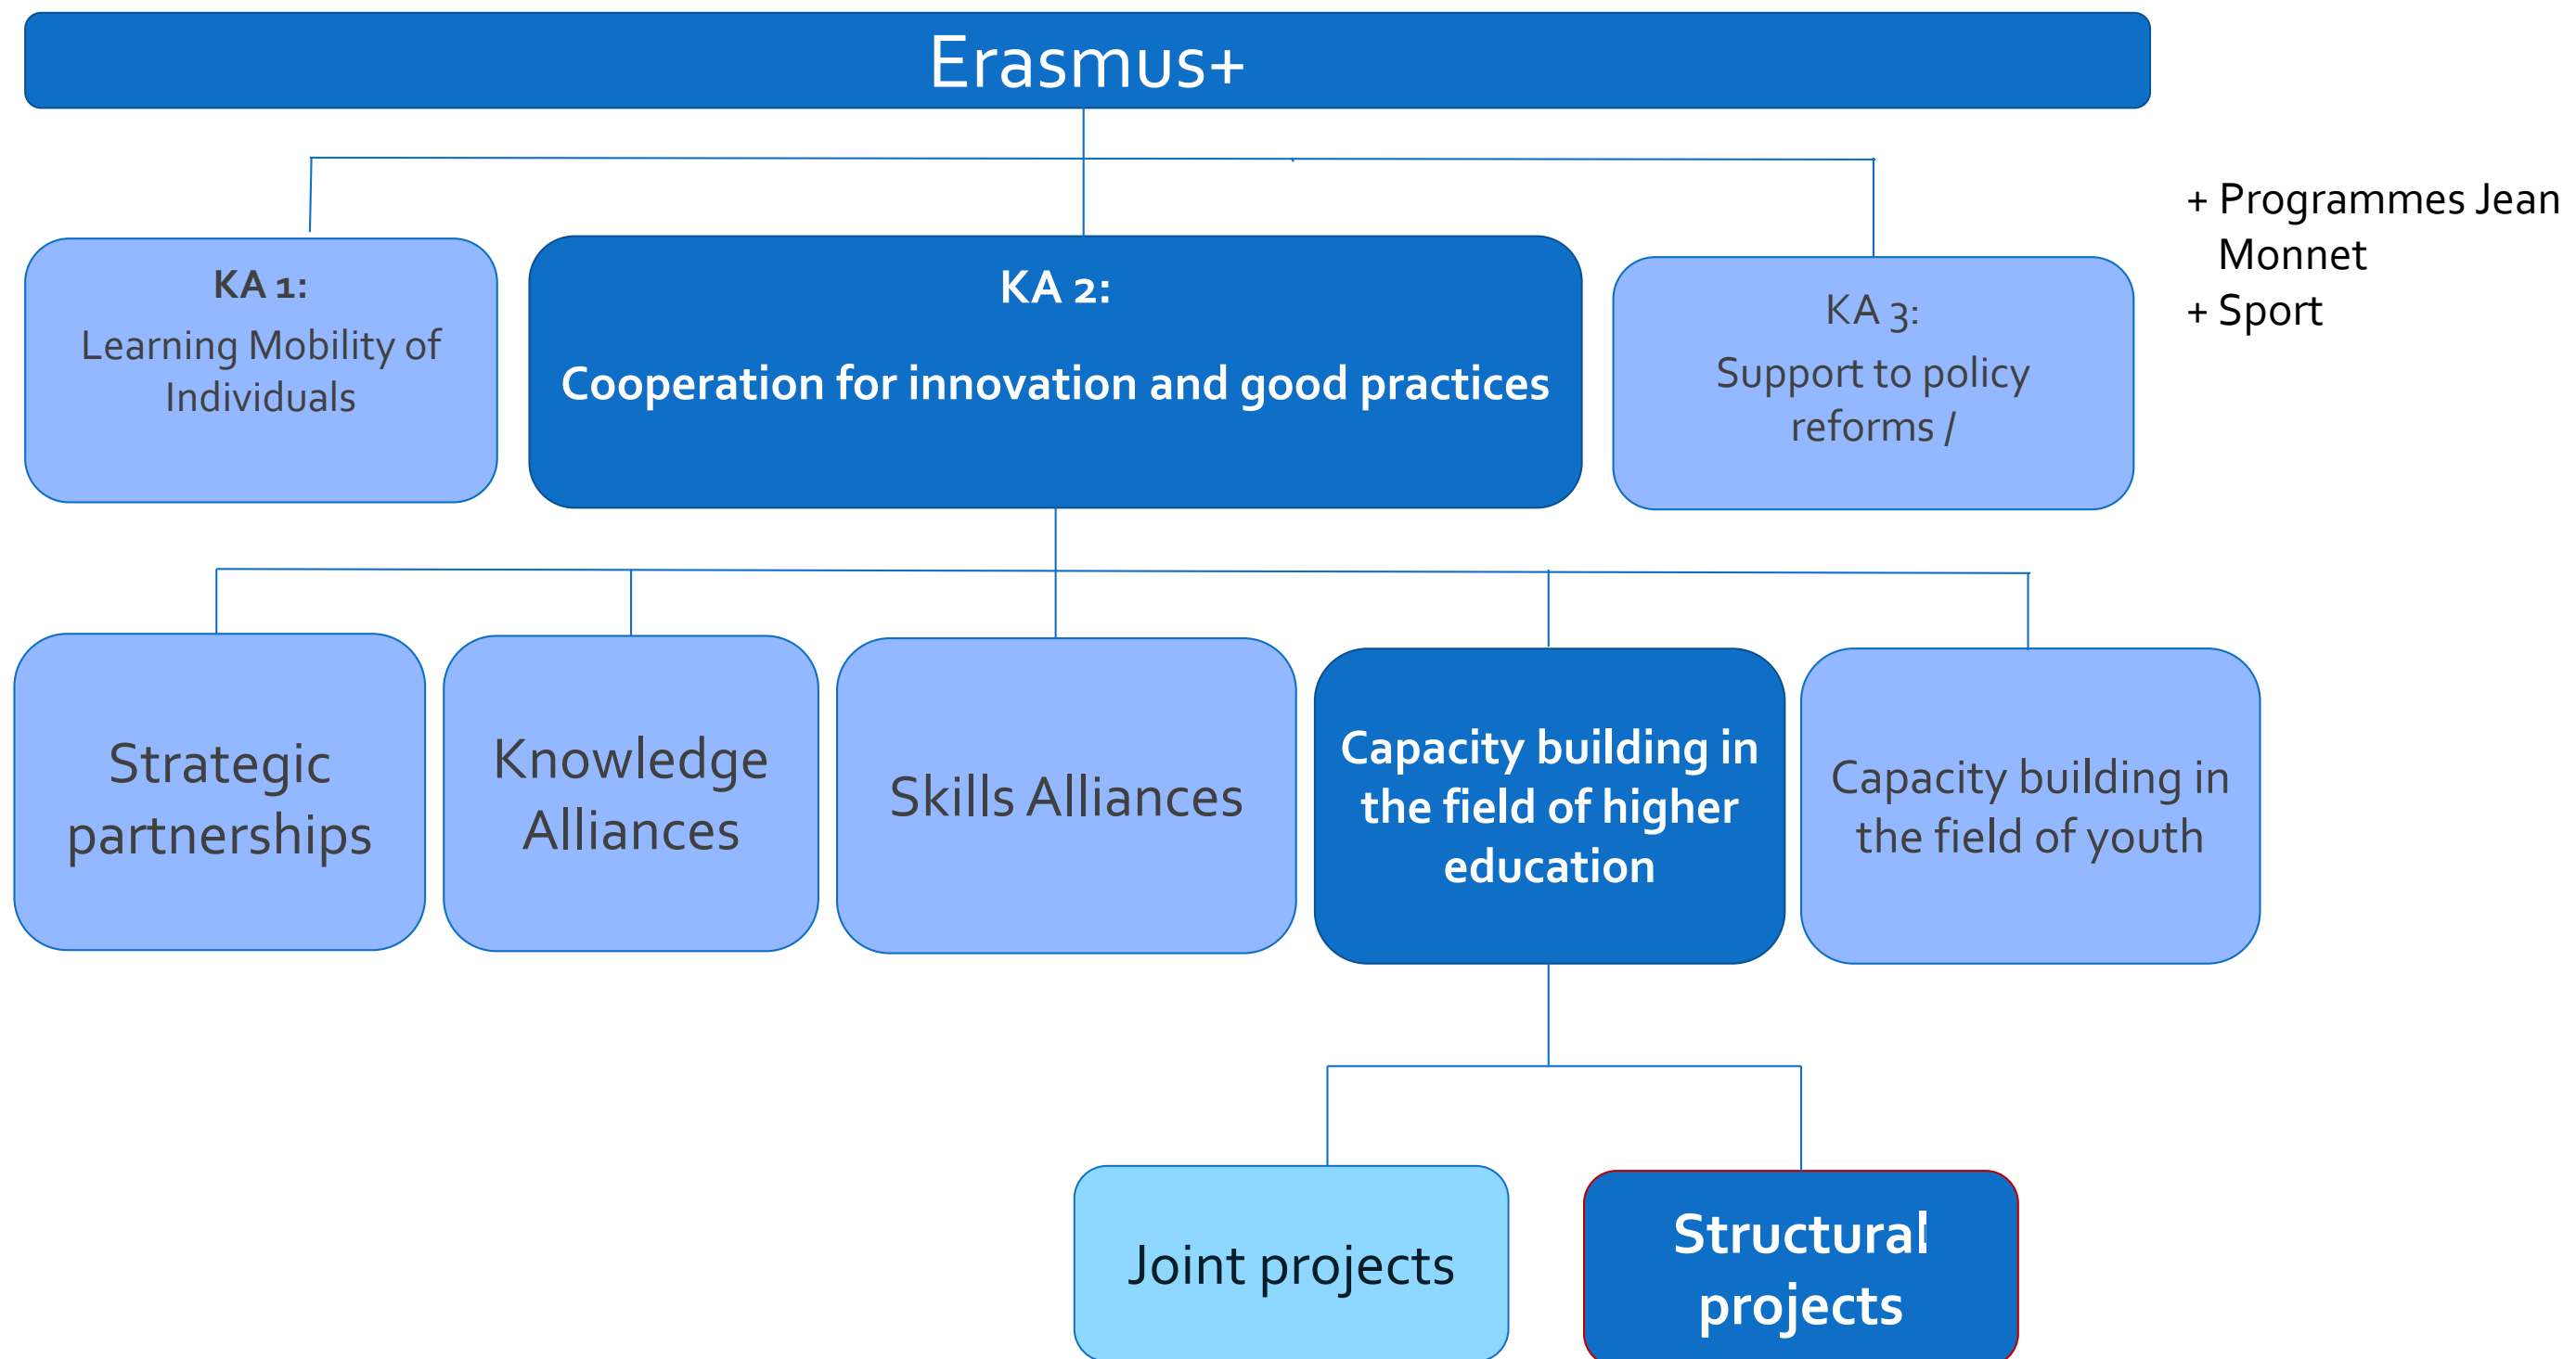 Erasmus+
+ Programmes Jean
Monnet
+ Sport
KA 1:
Learning Mobility of
Individuals
KA 2:
Cooperation for innovation and good practices
KA 3:
Support to policy
reforms /
Strategic
partnerships
Knowledge
Alliances
Skills Alliances
Capacity building in
the field of higher
education
Capacity building in
the field of youth
Joint projects
Structural
projects